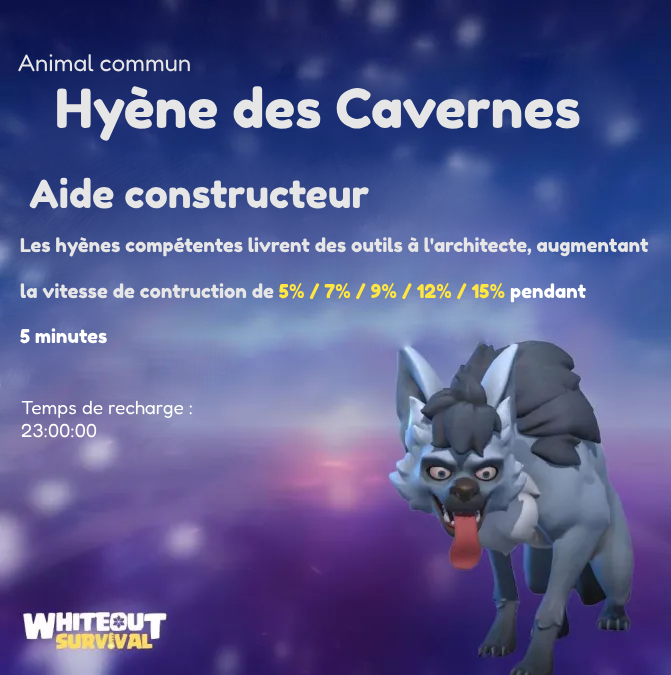 Animal commun
Hyène des Cavernes
Aide constructeur
Les hyènes compétentes livrent des outils à l'architecte, augmentant
la vitesse de contruction de 5% / 7% / 9% / 12% / 15% pendant
5 minutes
Temps de recharge :
23:00:00
WHITEOUT
SURVIVAL